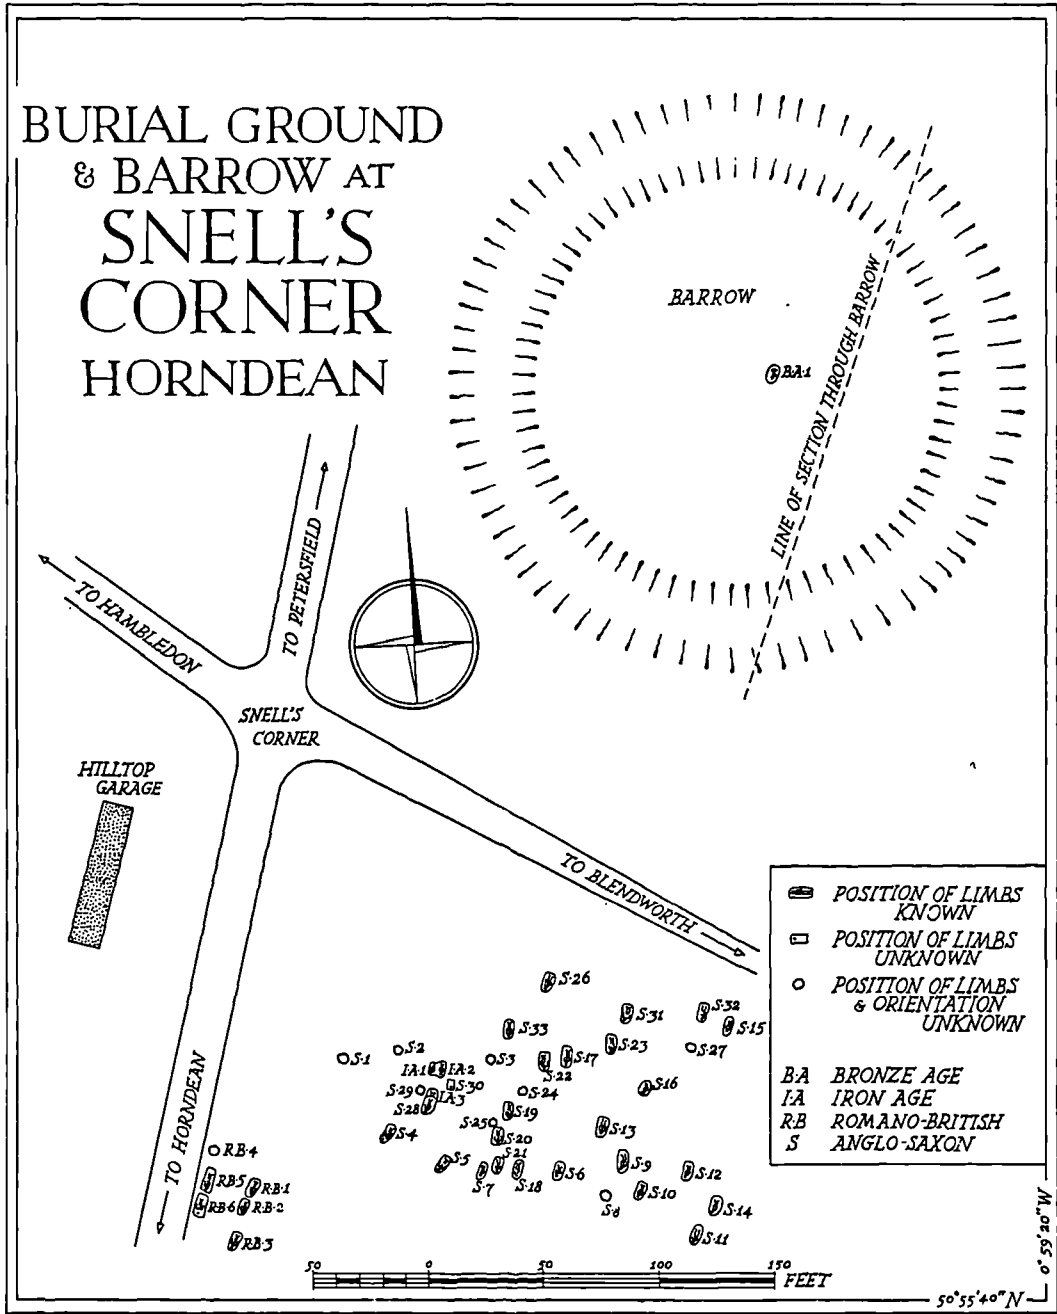 BURIAL GROUND
& BARROW AT
SNELL'S
CORNER
HORNDEAN
BARROW
B·A·1
LINE OF SECTION THROUGH BARROW
TO PETERSFIELD
TO HAMBLEDON
SNELL'S
CORNER
HILLTOP
GARAGE
TO BLENDWORTH
TO HORNDEAN
POSITION OF LIMBS
KNOWN
POSITION OF LIMBS
UNKNOWN
POSITION OF LIMBS
& ORIENTATION
UNKNOWN
B·A BRONZE AGE
I·A IRON AGE
R·B ROMANO-BRITISH
S ANGLO-SAXON
S·26
S·31
S·32
S·15
S·33
S·23
S·27
S·1
S·2
S·3
S·17
S·22
I·A·1
I·A·2
S·30
S·29
I·A·3
S·28
S·24
S·16
S·19
S·25
S·4
S·20
S·13
S·21
S·5
S·7
S·18
S·6
S·9
S·12
S·10
S·8
S·14
S·11
R·B·4
R·B·5
R·B·1
R·B·6
R·B·2
R·B·3
50 0 50 100 150 FEET
0°59'20" W
50°55'40" N